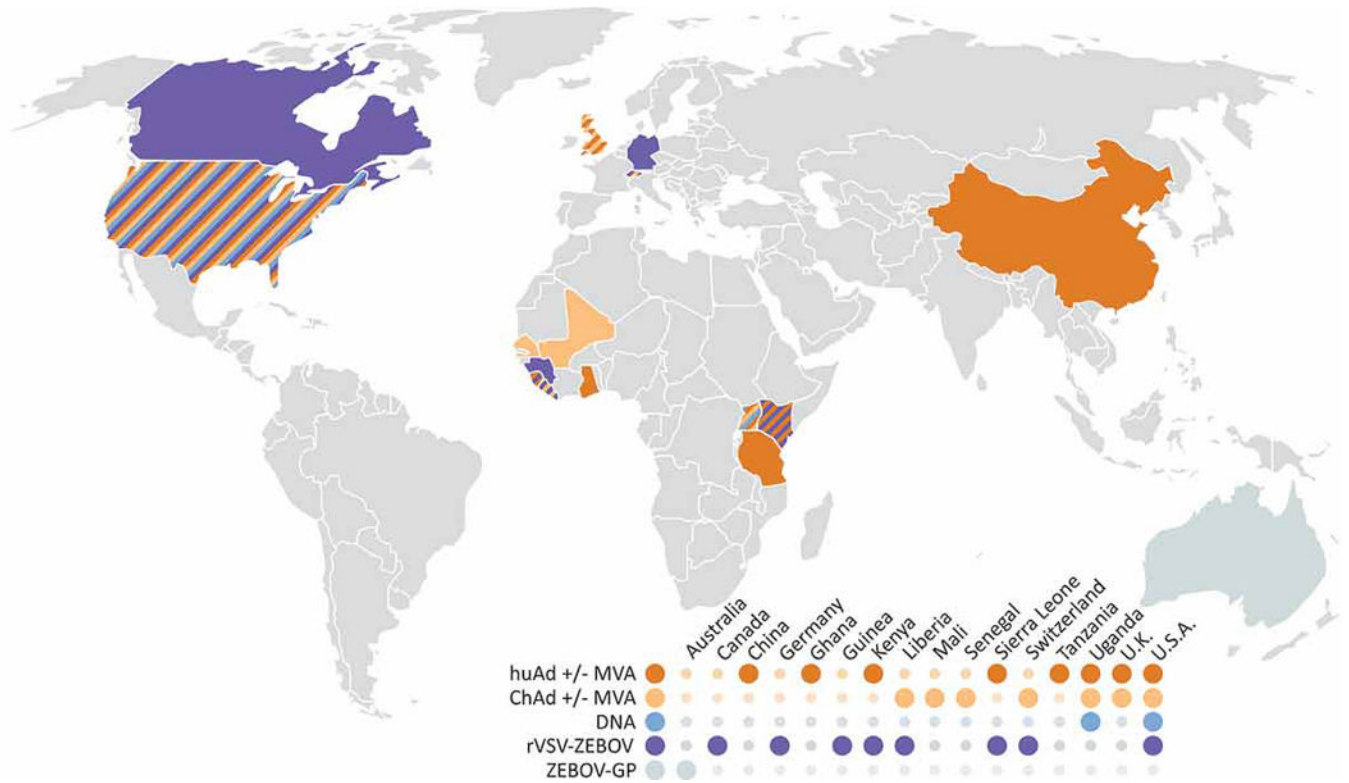 Australia
Canada
China
Germany
Ghana
Guinea
Kenya
Liberia
Mali
Senegal
Sierra Leone
Switzerland
Tanzania
Uganda
U.K.
U.S.A.
huAd +/- MVA
ChAd +/- MVA
DNA
rVSV-ZEBOV
ZEBOV-GP